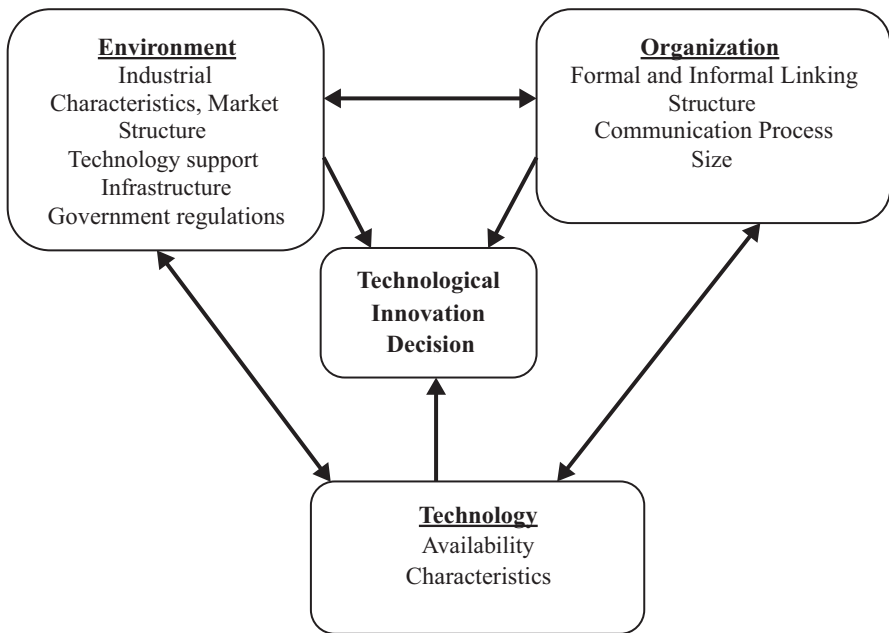 Environment
Industrial
Characteristics, Market
Structure
Technology support
Infrastructure
Government regulations
Organization
Formal and Informal Linking
Structure
Communication Process
Size
Technological
Innovation
Decision
Technology
Availability
Characteristics